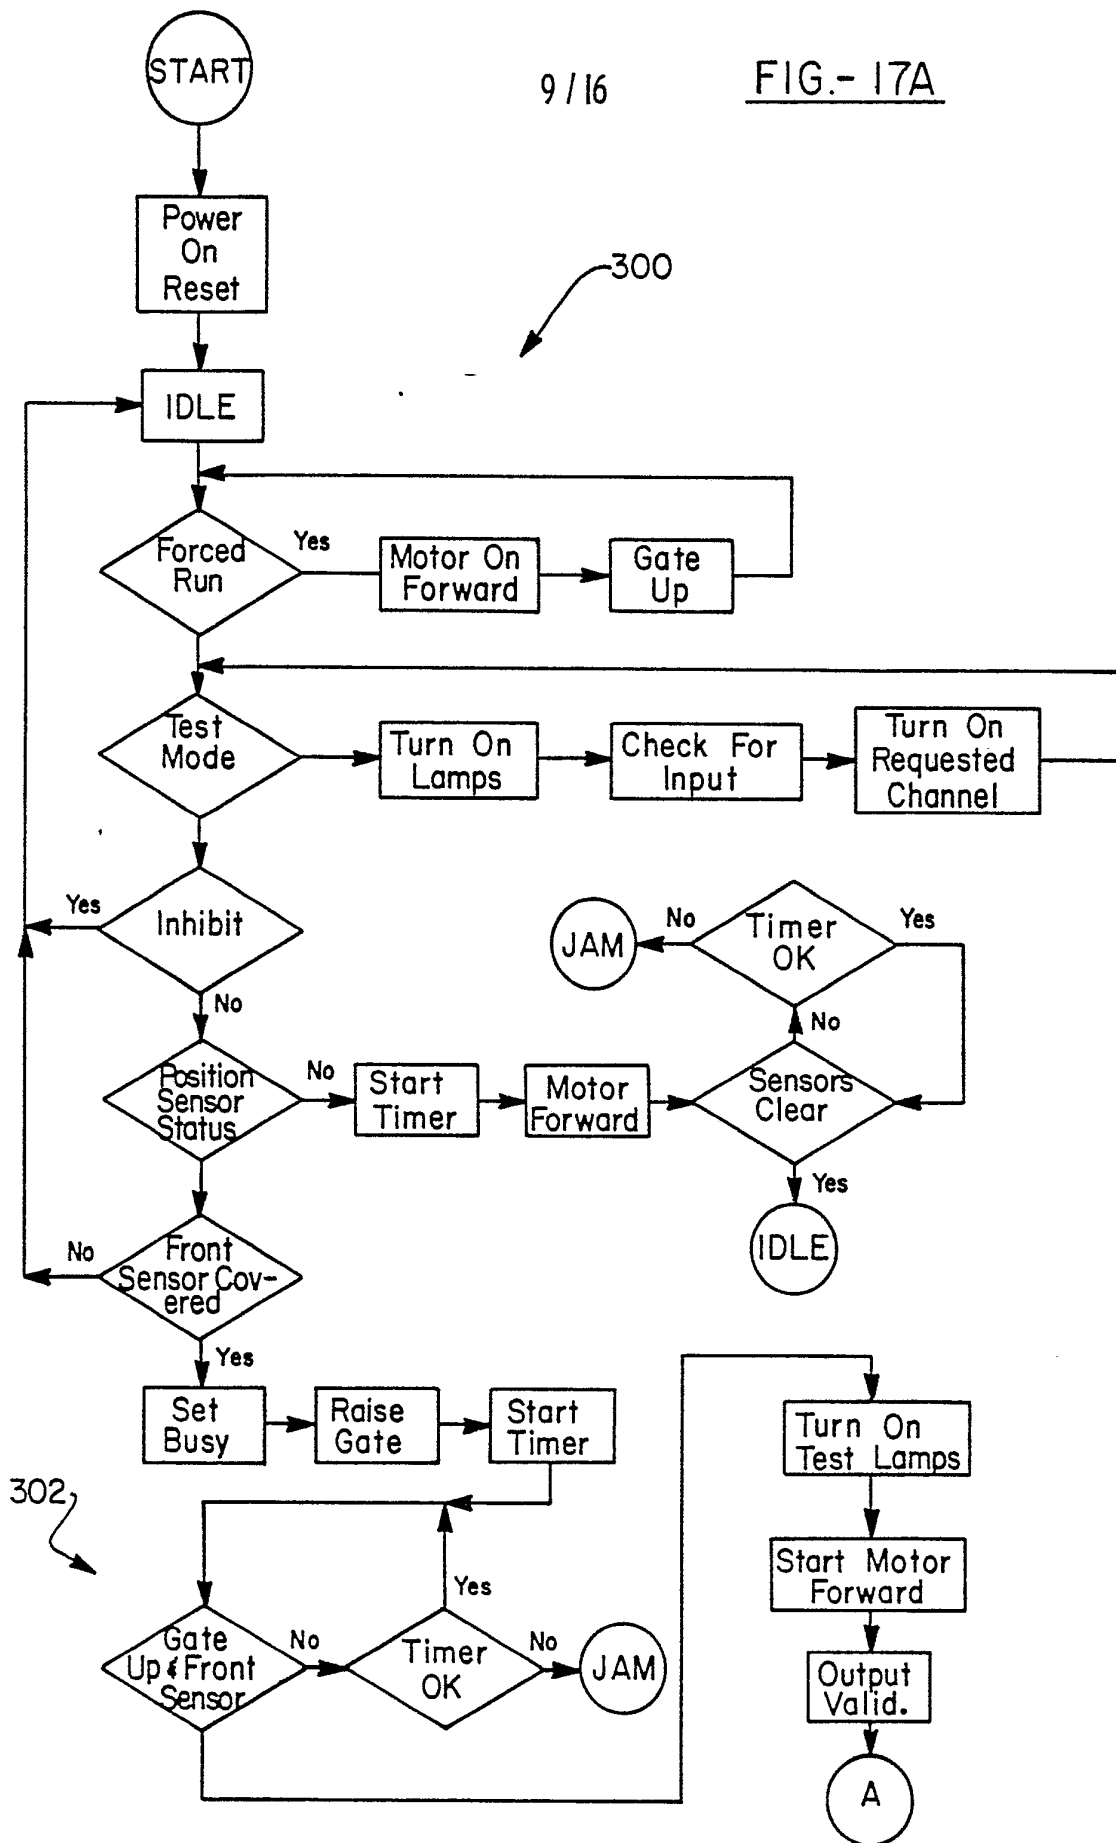 START
9/16
FIG.- 17A
Power
On
Reset
300
IDLE
Forced
Run
Yes
Motor On
Forward
Gate
Up
Test
Mode
Turn On
Lamps
Check For
Input
Turn On
Requested
Channel
Inhibit
Yes
No
JAM
No
Timer
OK
Yes
No
Position
Sensor
Status
No
Start
Timer
Motor
Forward
Sensors
Clear
Yes
IDLE
Front
Sensor Cov-
ered
No
Yes
Set
Busy
Raise
Gate
Start
Timer
302
Gate
Up & Front
Sensor
No
Timer
OK
Yes
No
JAM
Turn On
Test Lamps
Start Motor
Forward
Output
Valid.
A